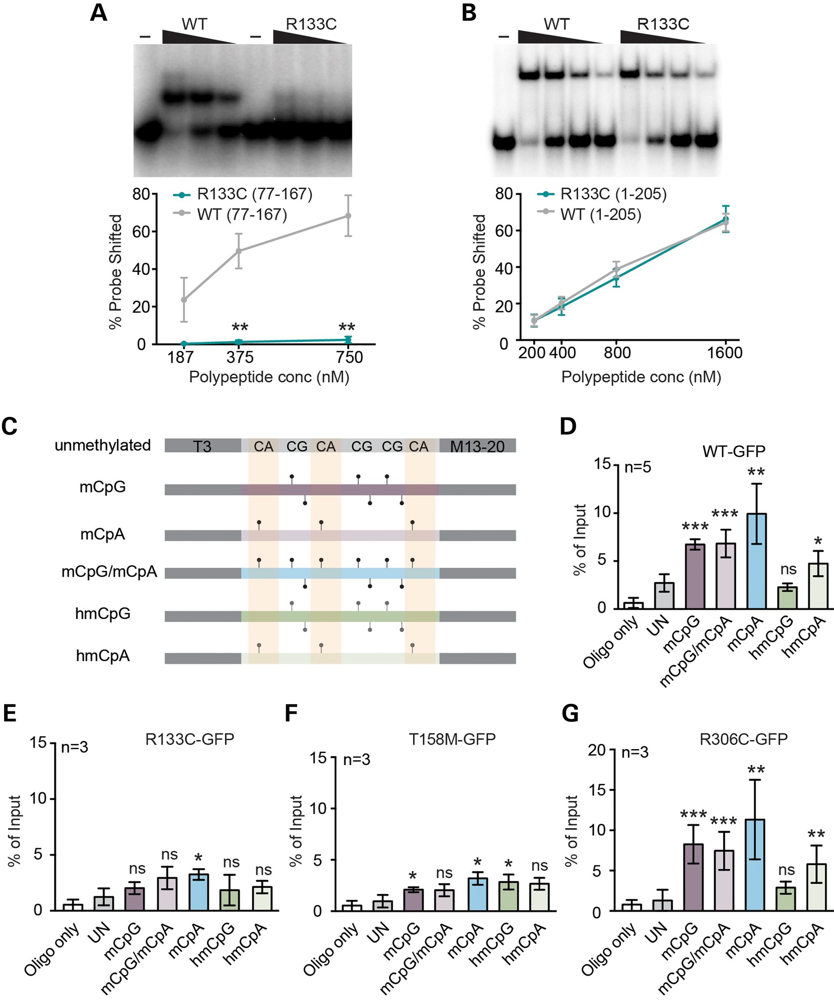 A
WT
R133C
–
–
R133C (77-167)
WT (77-167)
% Probe Shifted
80
60
40
20
0
**
**
187
375
750
Polypeptide conc (nM)
B
WT
R133C
–
R133C (1-205)
WT (1-205)
% Probe Shifted
80
60
40
20
0
200
400
800
1600
Polypeptide conc (nM)
C
unmethylated
T3
CA
CG
CA
CG
CG
CA
M13-20
mCpG
mCpA
mCpG/mCpA
hmCpG
hmCpA
D
WT-GFP
n=5
% of Input
15
10
5
0
***
***
**
ns
*
Oligo only
UN
mCpG
mCpG/mCpA
mCpA
hmCpG
hmCpA
E
R133C-GFP
n=3
% of Input
15
10
5
0
ns
ns
*
ns
ns
Oligo only
UN
mCpG
mCpG/mCpA
mCpA
hmCpG
hmCpA
F
T158M-GFP
n=3
% of Input
15
10
5
0
*
ns
*
*
ns
Oligo only
UN
mCpG
mCpG/mCpA
mCpA
hmCpG
hmCpA
G
R306C-GFP
n=3
% of Input
20
15
10
5
0
***
***
**
ns
**
Oligo only
UN
mCpG
mCpG/mCpA
mCpA
hmCpG
hmCpA